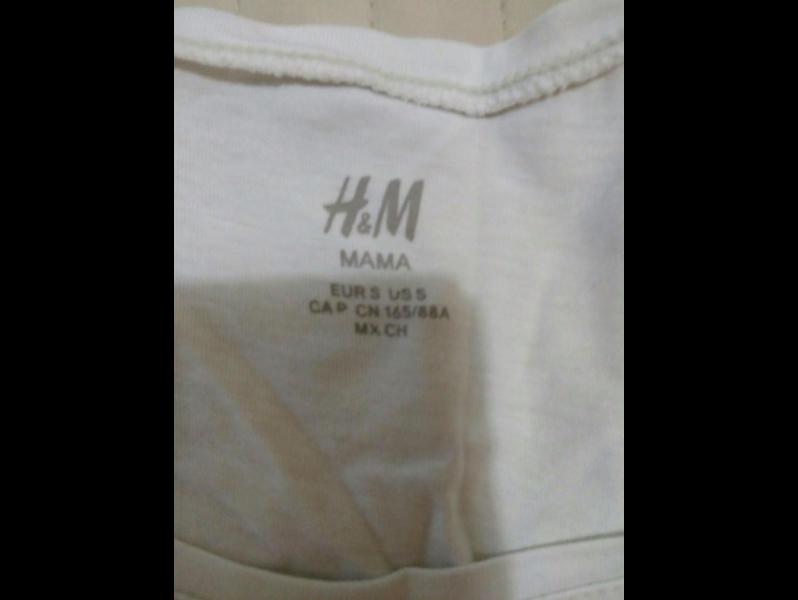 H&M
MAMA
EUR S US S
CA P CN 165/88A
MX CH